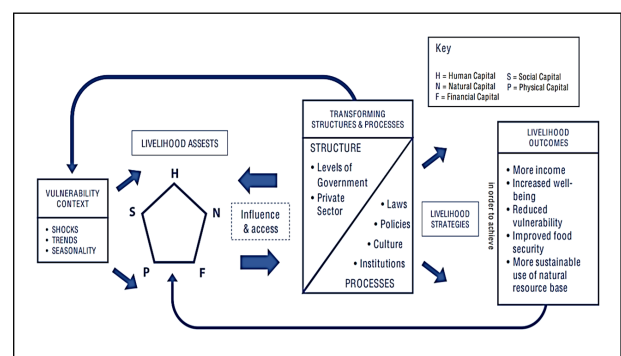 Key
H = Human Capital
N = Natural Capital
F = Financial Capital
S = Social Capital
P = Physical Capital
VULNERABILITY
CONTEXT
• SHOCKS
• TRENDS
• SEASONALITY
LIVELIHOOD ASSESTS
H
S
N
P
F
Influence
& access
TRANSFORMING
STRUCTURES & PROCESSES
STRUCTURE
• Levels of
Government
• Private
Sector
• Laws
• Policies
• Culture
• Institutions
PROCESSES
LIVELIHOOD
STRATEGIES
in order to achieve
LIVELIHOOD
OUTCOMES
• More income
• Increased well-
being
• Reduced
vulnerability
• Improved food
security
• More sustainable
use of natural
resource base